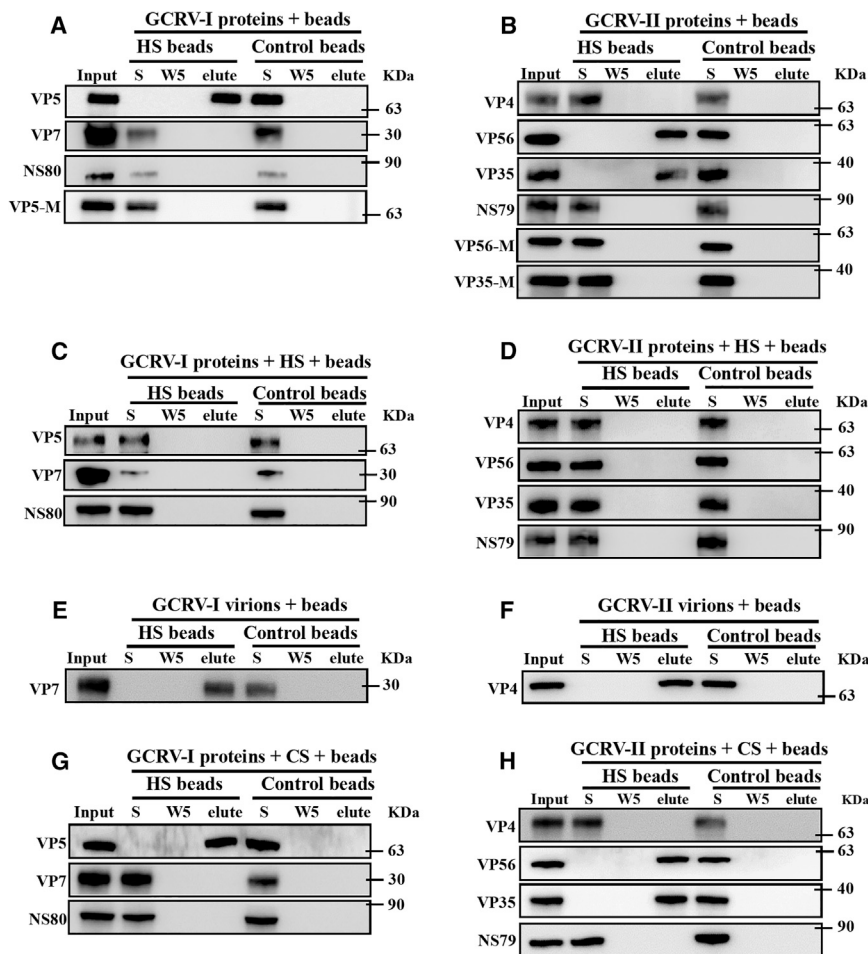 A
GCRV-I proteins + beads
HS beads Control beads
Input S W5 elute S W5 elute KDa
VP5 63
VP7 30
NS80 90
VP5-M 63
B
GCRV-II proteins + beads
HS beads Control beads
Input S W5 elute S W5 elute KDa
VP4 63
VP56 63
VP35 40
NS79 90
VP56-M 63
VP35-M 40
C
GCRV-I proteins + HS + beads
HS beads Control beads
Input S W5 elute S W5 elute KDa
VP5 63
VP7 30
NS80 90
D
GCRV-II proteins + HS + beads
HS beads Control beads
Input S W5 elute S W5 elute KDa
VP4 63
VP56 63
VP35 40
NS79 90
E
GCRV-I virions + beads
HS beads Control beads
Input S W5 elute S W5 elute KDa
VP7 30
F
GCRV-II virions + beads
HS beads Control beads
Input S W5 elute S W5 elute KDa
VP4 63
G
GCRV-I proteins + CS + beads
HS beads Control beads
Input S W5 elute S W5 elute KDa
VP5 63
VP7 30
NS80 90
H
GCRV-II proteins + CS + beads
HS beads Control beads
Input S W5 elute S W5 elute KDa
VP4 63
VP56 63
VP35 40
NS79 90